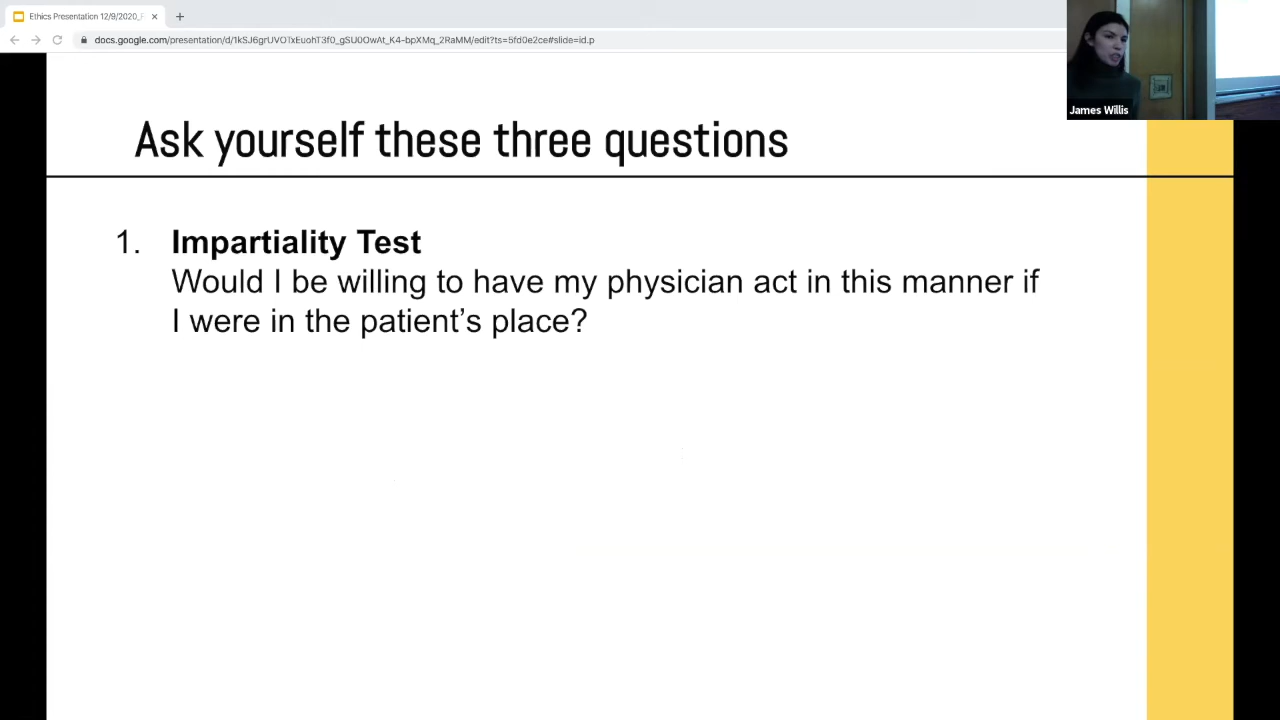 Ethics Presentation 12/9/2020_F
docs.google.com/presentation/d/1kSJ6grUVOTxEuohT3f0_gSU0OwAt_K4-bpXMq_2RaMM/edit?ts=5fd0e2ce#slide=id.p
James Willis
Ask yourself these three questions
1. Impartiality Test
Would I be willing to have my physician act in this manner if
I were in the patient's place?